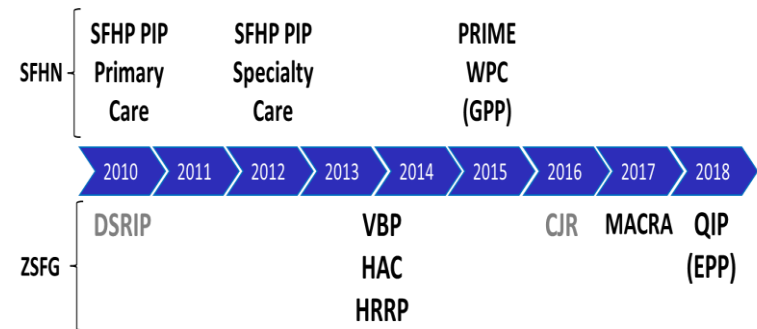 SFHN
SFHP PIP
Primary
Care
SFHP PIP
Specialty
Care
PRIME
WPC
(GPP)
2010 2011 2012 2013 2014 2015 2016 2017 2018
ZSFG
DSRIP
VBP
HAC
HRRP
CJR
MACRA
QIP
(EPP)